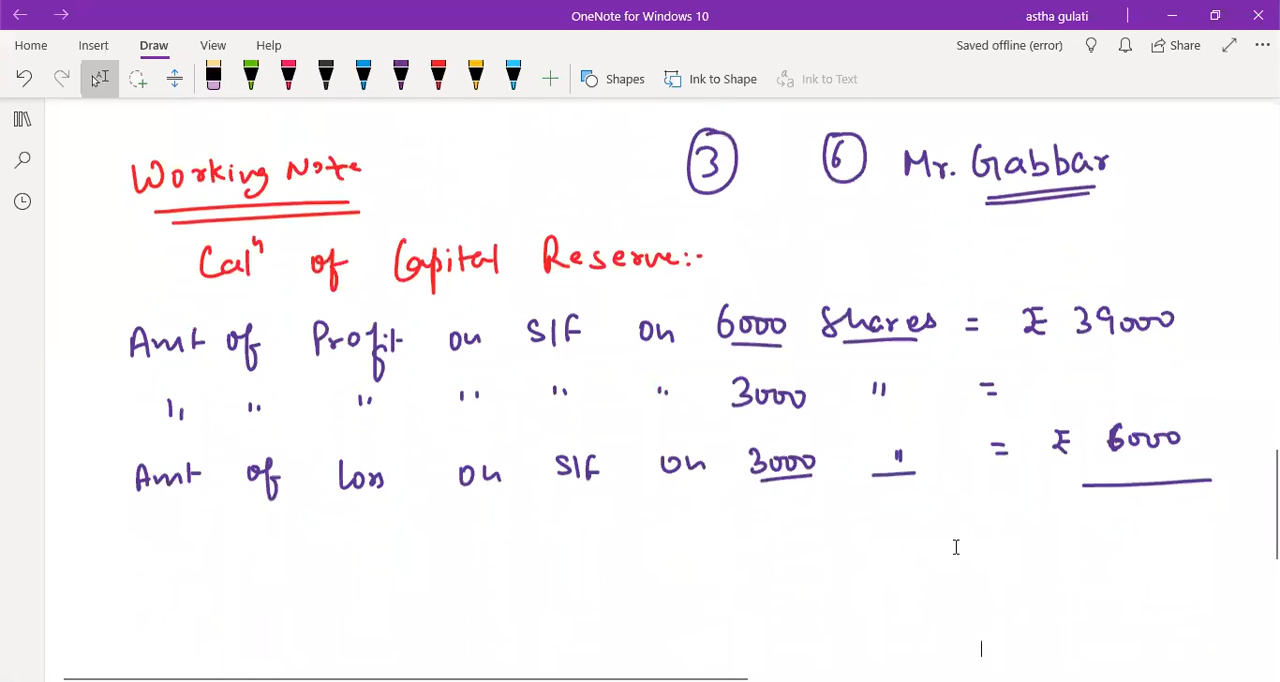 OneNote for Windows 10
astha gulati
Home Insert Draw View Help
Saved offline (error)
Share
Shapes
Ink to Shape
Ink to Text
Working Note
3 6 Mr. Gabbar
Calⁿ of Capital Reserve:-
Amt of Profit on S/F on 6000 Shares = ₹ 39000
" " " " " " 3000 " =
Amt of Loss on S/F on 3000 " = ₹ 6000